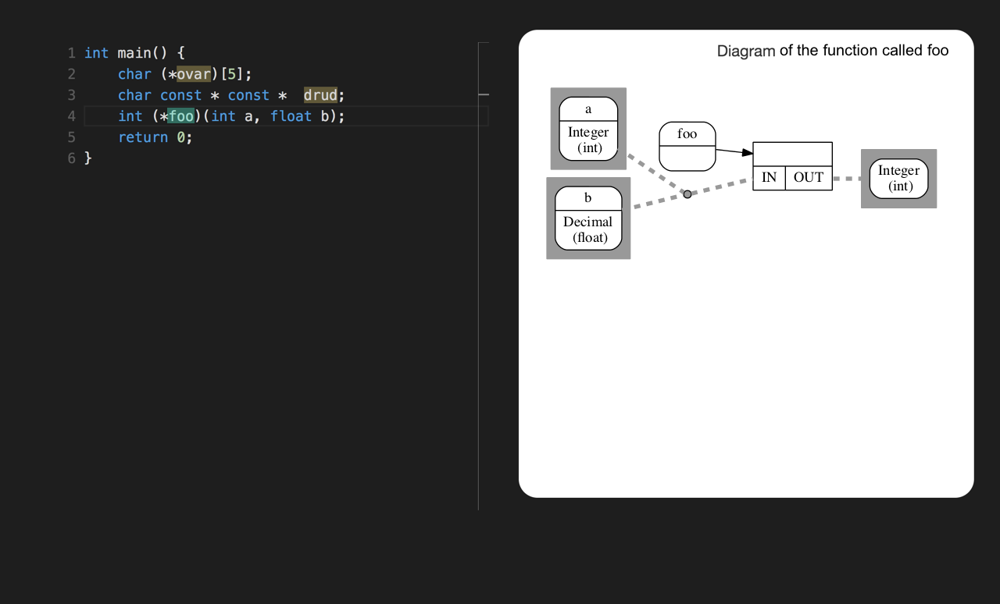 1 int main() {
2 char (*ovar)[5];
3 char const * const *  drud;
4 int (*foo)(int a, float b);
5 return 0;
6 }
Diagram of the function called foo
a
Integer
(int)
foo
IN OUT
Integer
(int)
b
Decimal
(float)